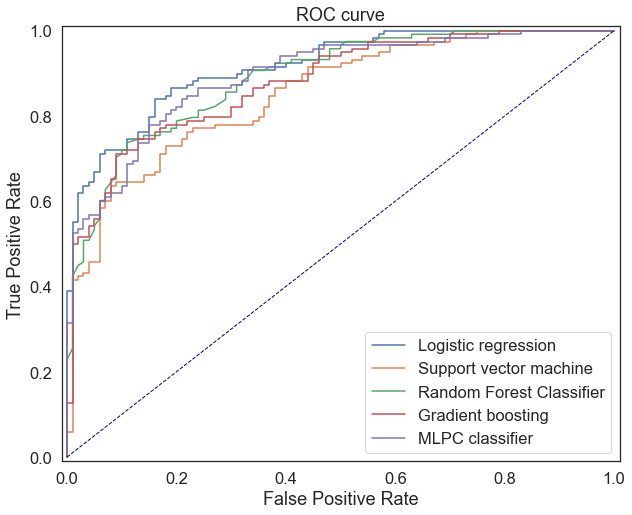 ROC curve
1.0
0.8
0.6
0.4
0.2
0.0
True Positive Rate
Logistic regression
Support vector machine
Random Forest Classifier
Gradient boosting
MLPC classifier
0.0 0.2 0.4 0.6 0.8 1.0
False Positive Rate